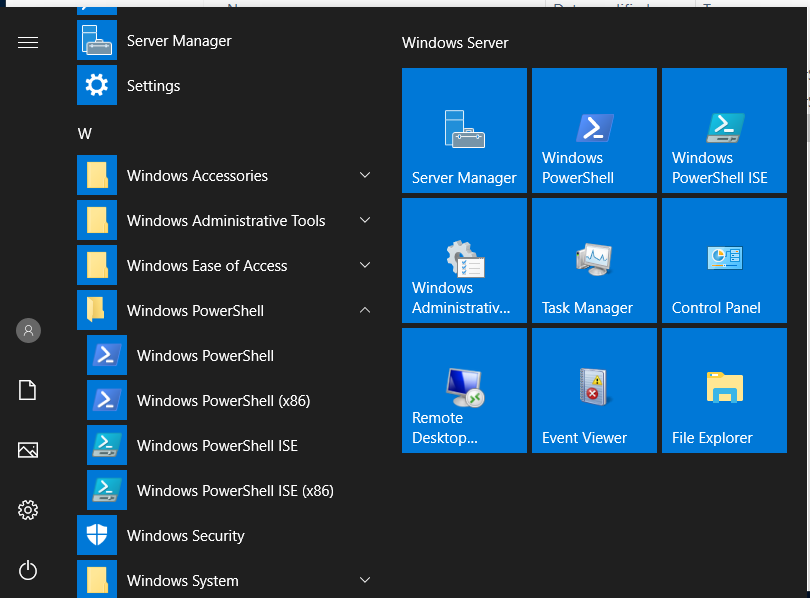 Server Manager
Settings
W
Windows Accessories
Windows Administrative Tools
Windows Ease of Access
Windows PowerShell
Windows PowerShell
Windows PowerShell (x86)
Windows PowerShell ISE
Windows PowerShell ISE (x86)
Windows Security
Windows System
Windows Server
Server Manager
Windows
PowerShell
Windows
PowerShell ISE
Windows
Administrativ...
Task Manager
Control Panel
Remote
Desktop...
Event Viewer
File Explorer